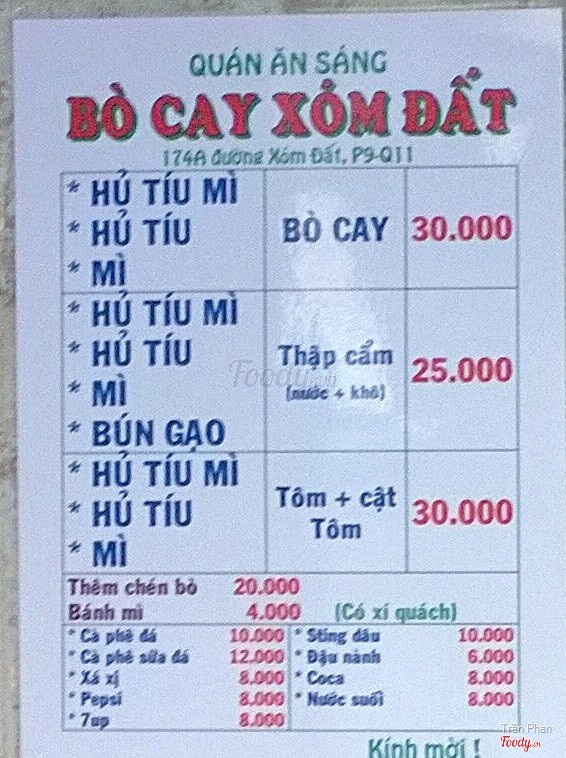 QUÁN ĂN SÁNG
BÒ CAY XÓM ĐẤT
174A đường Xóm Đất, P9-Q11
* HỦ TÍU MÌ
* HỦ TÍU
* MÌ
BÒ CAY 30.000
* HỦ TÍU MÌ
* HỦ TÍU
* MÌ
* BÚN GẠO
Thập cẩm
(nước + khô)
25.000
* HỦ TÍU MÌ
* HỦ TÍU
* MÌ
Tôm + cật
Tôm
30.000
Thêm chén bò 20.000
Bánh mì 4.000 (Có xí quách)
* Cà phê đá 10.000 * Sting dâu 10.000
* Cà phê sữa đá 12.000 * Đậu nành 6.000
* Xá xị 8.000 * Coca 8.000
* Pepsi 8.000 * Nước suối 8.000
* 7up 8.000
Kính mời !
Foody.vn
Trần Phan
Foody.vn